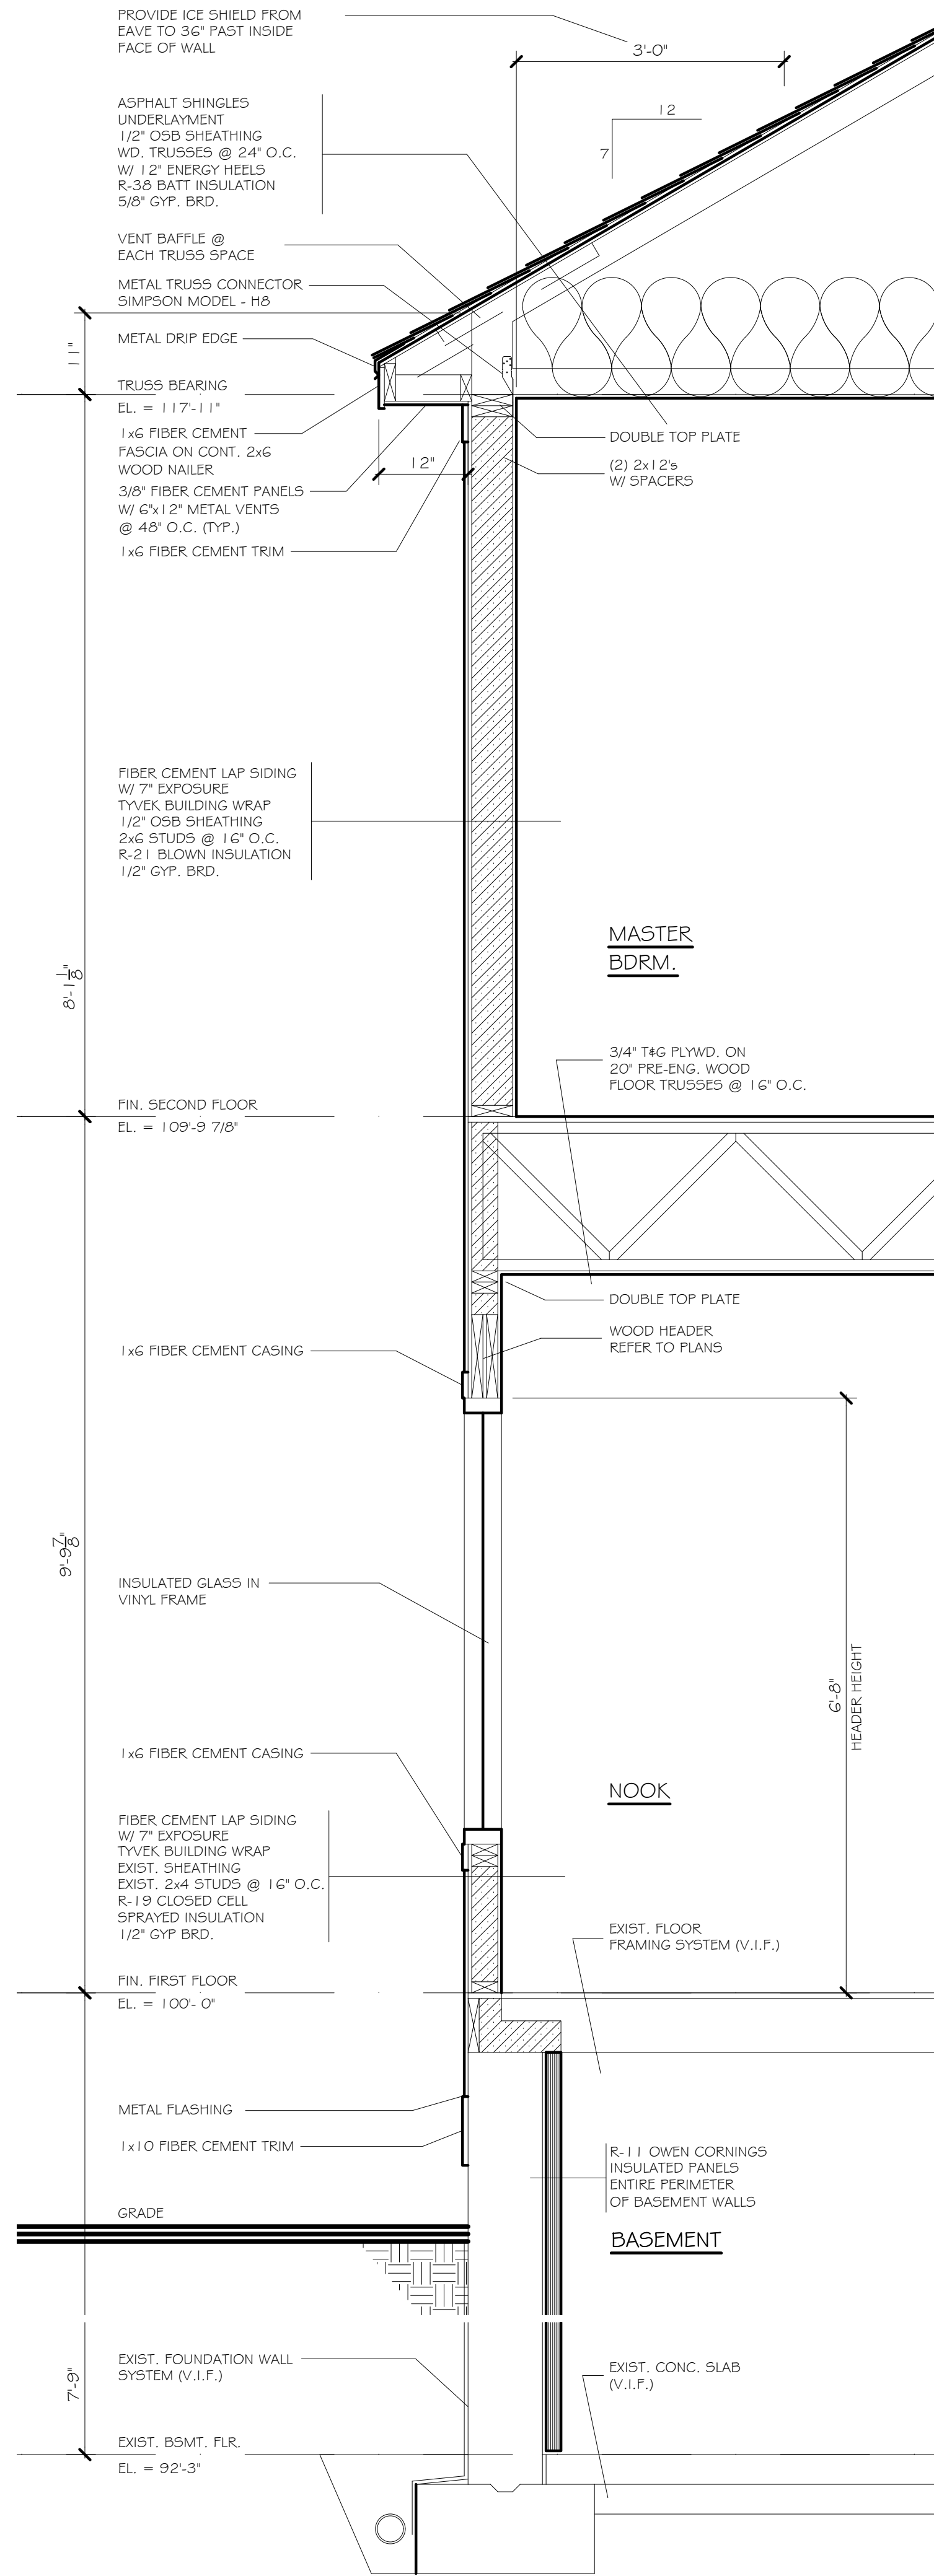 PROVIDE ICE SHIELD FROM
EAVE TO 36" PAST INSIDE
FACE OF WALL
3'-0"
12
7
ASPHALT SHINGLES
UNDERLAYMENT
1/2" OSB SHEATHING
WD. TRUSSES @ 24" O.C.
W/ 12" ENERGY HEELS
R-38 BATT INSULATION
5/8" GYP. BRD.
VENT BAFFLE @
EACH TRUSS SPACE
METAL TRUSS CONNECTOR
SIMPSON MODEL - H8
METAL DRIP EDGE
11"
TRUSS BEARING
EL. = 117'-11"
1x6 FIBER CEMENT
FASCIA ON CONT. 2x6
WOOD NAILER
12"
3/8" FIBER CEMENT PANELS
W/ 6"x12" METAL VENTS
@ 48" O.C. (TYP.)
1x6 FIBER CEMENT TRIM
DOUBLE TOP PLATE
(2) 2x12's
W/ SPACERS
FIBER CEMENT LAP SIDING
W/ 7" EXPOSURE
TYVEK BUILDING WRAP
1/2" OSB SHEATHING
2x6 STUDS @ 16" O.C.
R-21 BLOWN INSULATION
1/2" GYP. BRD.
MASTER
BDRM.
8'-1 1/8"
3/4" T&G PLYWD. ON
20" PRE-ENG. WOOD
FLOOR TRUSSES @ 16" O.C.
FIN. SECOND FLOOR
EL. = 109'-9 7/8"
DOUBLE TOP PLATE
WOOD HEADER
REFER TO PLANS
1x6 FIBER CEMENT CASING
9'-9 7/8"
INSULATED GLASS IN
VINYL FRAME
6'-8"
HEADER HEIGHT
1x6 FIBER CEMENT CASING
NOOK
FIBER CEMENT LAP SIDING
W/ 7" EXPOSURE
TYVEK BUILDING WRAP
EXIST. SHEATHING
EXIST. 2x4 STUDS @ 16" O.C.
R-19 CLOSED CELL
SPRAYED INSULATION
1/2" GYP BRD.
EXIST. FLOOR
FRAMING SYSTEM (V.I.F.)
FIN. FIRST FLOOR
EL. = 100'- 0"
METAL FLASHING
1x10 FIBER CEMENT TRIM
R-11 OWEN CORNINGS
INSULATED PANELS
ENTIRE PERIMETER
OF BASEMENT WALLS
GRADE
BASEMENT
EXIST. FOUNDATION WALL
SYSTEM (V.I.F.)
EXIST. CONC. SLAB
(V.I.F.)
7'-9"
EXIST. BSMT. FLR.
EL. = 92'-3"